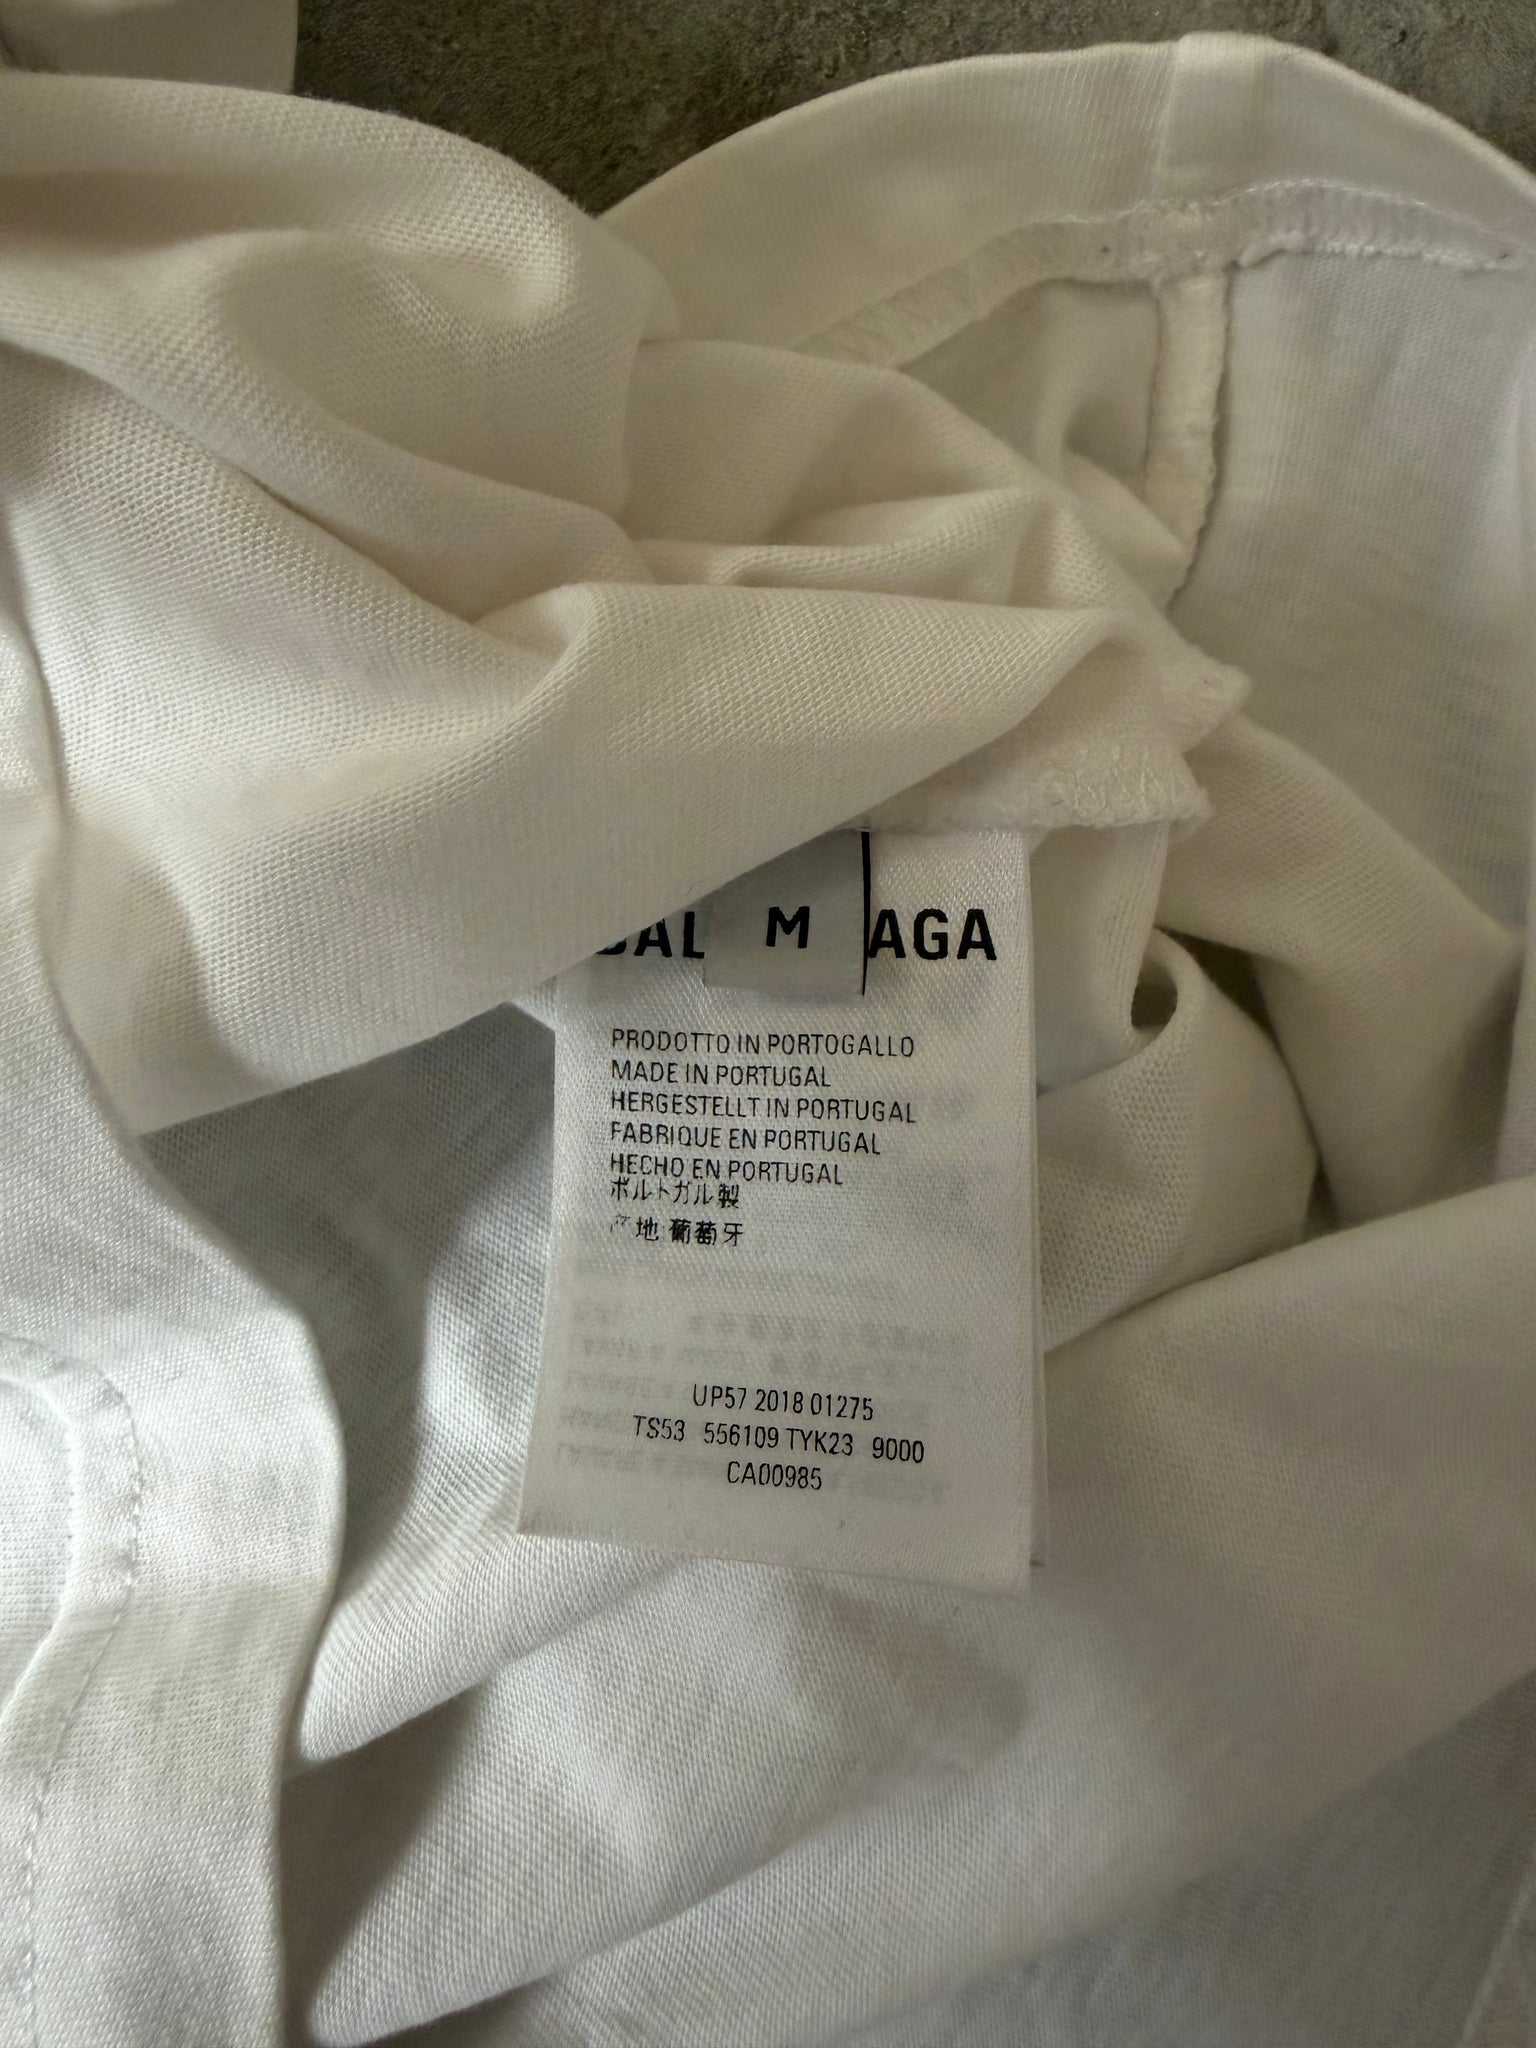 BAL M AGA
PRODOTTO IN PORTOGALLO
MADE IN PORTUGAL
HERGESTELLT IN PORTUGAL
FABRIQUE EN PORTUGAL
HECHO EN PORTUGAL
ポルトガル製
产地 葡萄牙
UP57 2018 01275
TS53 556109 TYK23 9000
CA00985